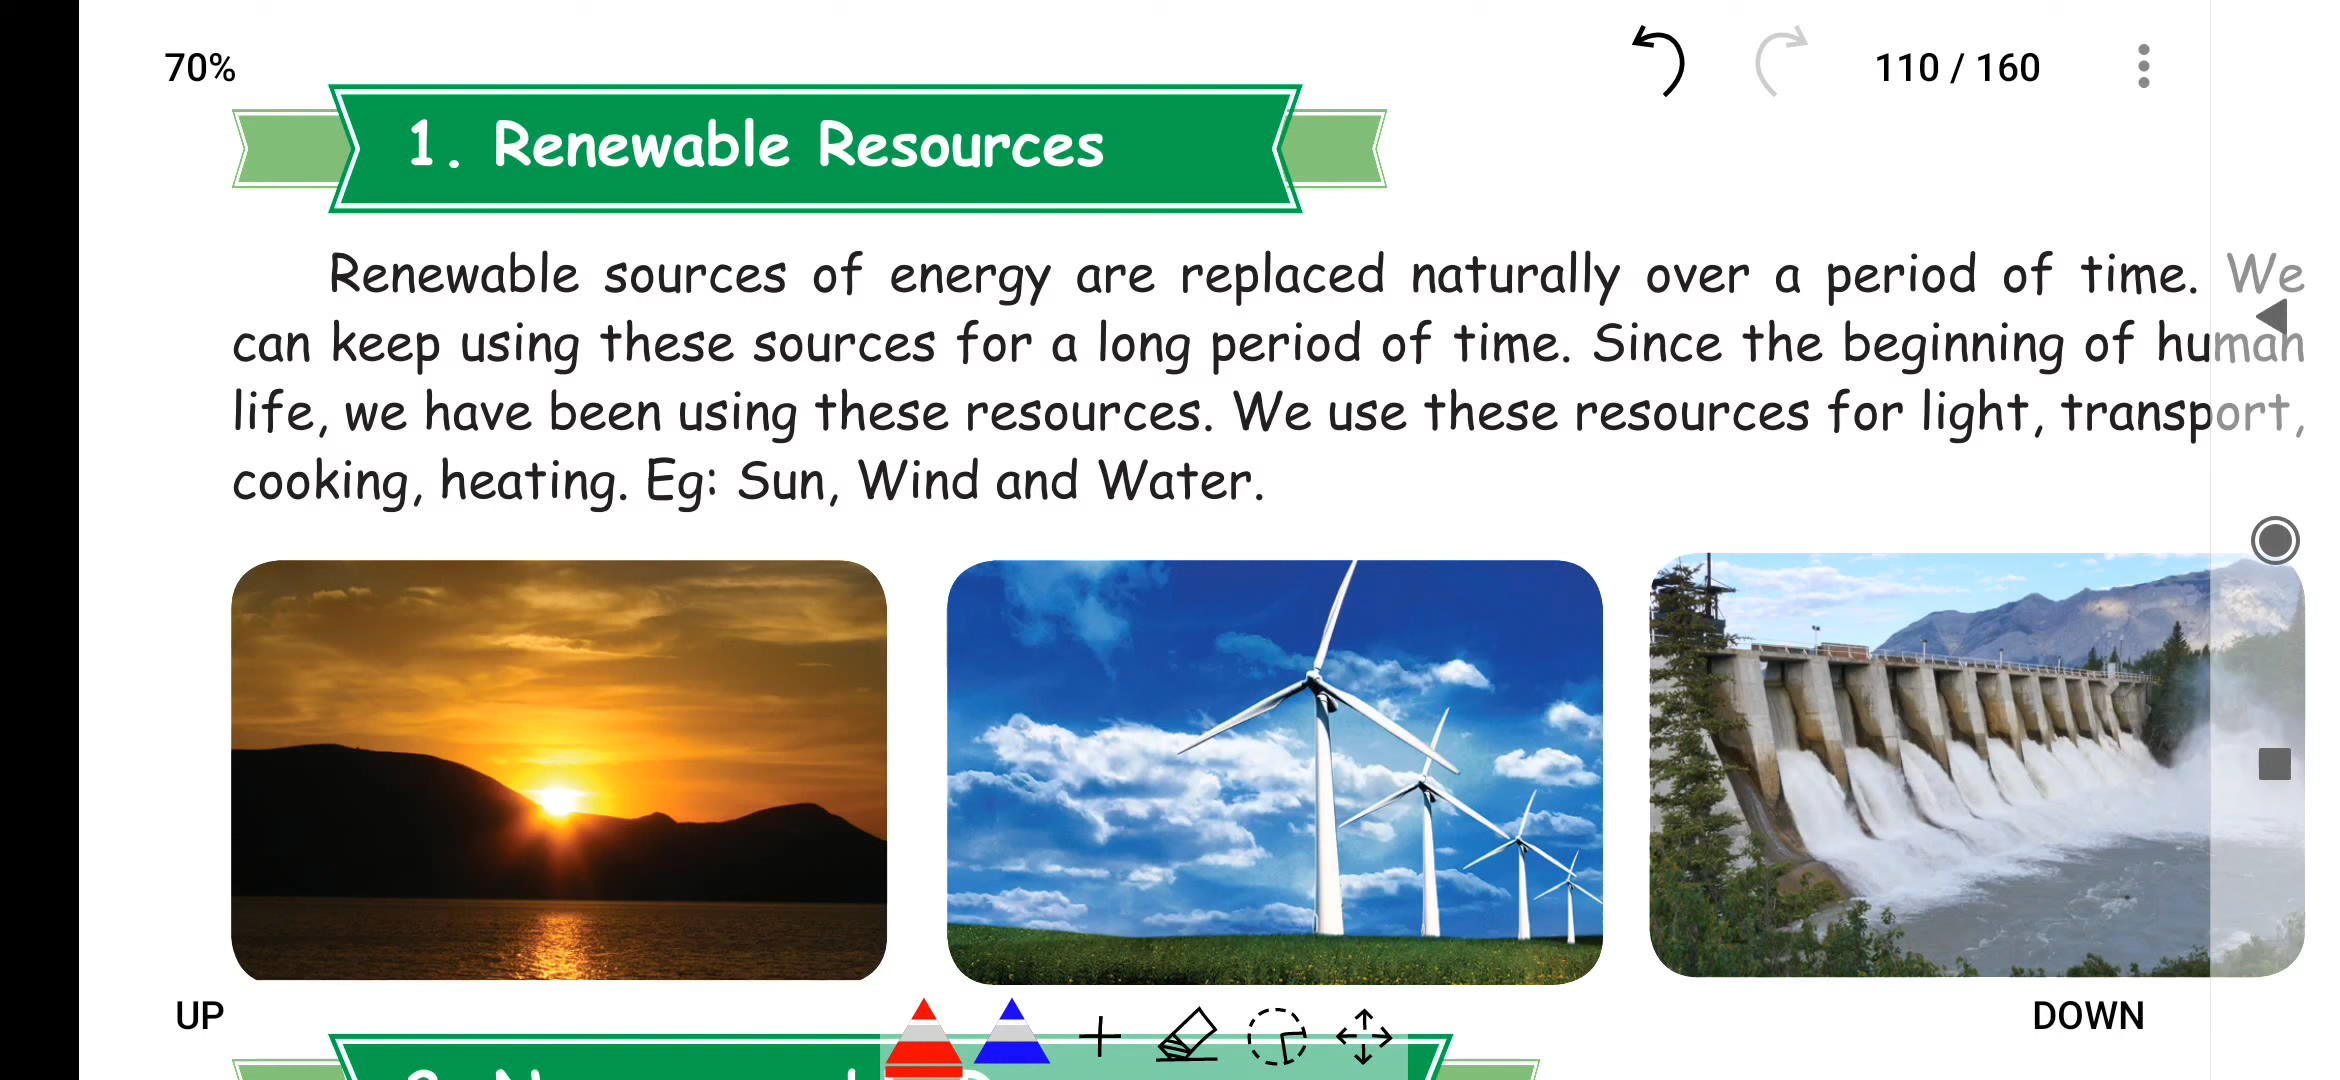 70%
110 / 160
1. Renewable Resources
Renewable sources of energy are replaced naturally over a period of time. We
can keep using these sources for a long period of time. Since the beginning of human
life, we have been using these resources. We use these resources for light, transport,
cooking, heating. Eg: Sun, Wind and Water.
UP
DOWN